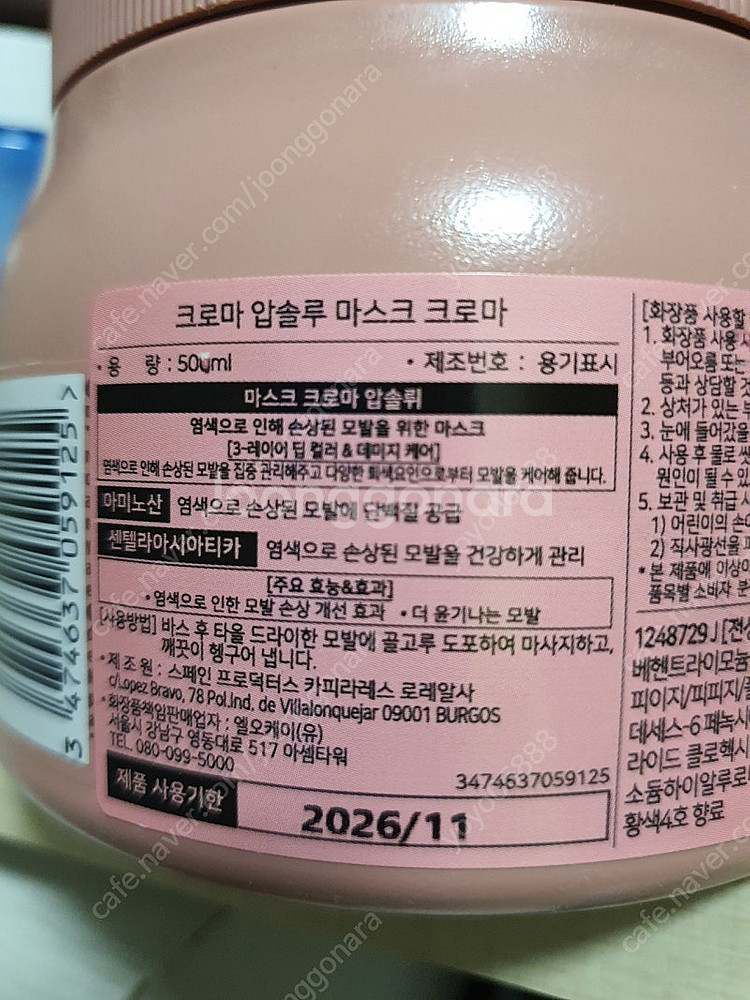 크로마 압솔루 마스크 크로마
• 용 량 : 500ml • 제조번호 : 용기표시
마스크 크로마 압솔뤼
염색으로 인해 손상된 모발을 위한 마스크
[3-레이어 딥 컬러 & 데미지 케어]
염색으로 인해 손상된 모발을 집중 관리해주고 다양한 퇴색요인으로부터 모발을 케어해 줍니다.
아미노산 염색으로 손상된 모발에 단백질 공급
센텔라아시아티카 염색으로 손상된 모발을 건강하게 관리
[주요 효능&효과]
• 염색으로 인한 모발 손상 개선 효과 • 더 윤기나는 모발
[사용방법] 바스 후 타올 드라이한 모발에 골고루 도포하여 마사지하고,
깨끗이 헹구어 냅니다.
• 제 조 원 : 스페인 프로덕터스 카피라레스 로레알사
c/Lopez Bravo, 78 Pol.Ind. de Villalonquejar 09001 BURGOS
• 화장품책임판매업자 : 엘오케이(유)
서울시 강남구 영동대로 517 아셈타워
TEL. 080-099-5000
3474637059125
제품 사용기한 2026/11
3 474637 059125 >
[화장품 사용할
1. 화장품 사용 시
부어오름 또는
등과 상담할 것
2. 상처가 있는 부
3. 눈에 들어갔을
4. 사용 후 물로 씻
원인이 될 수 있
5. 보관 및 취급 시
1) 어린이의 손
2) 직사광선을 피
• 본 제품에 이상이
품목별 소비자 분
1248729 J [전성
베헨트라이모늄
피이지/피피지/
데세스-6 페녹시
라이드 클로헥시
소듐하이알루로
황색4호 향료
cafe.naver.com/joonggonara
joonggonara